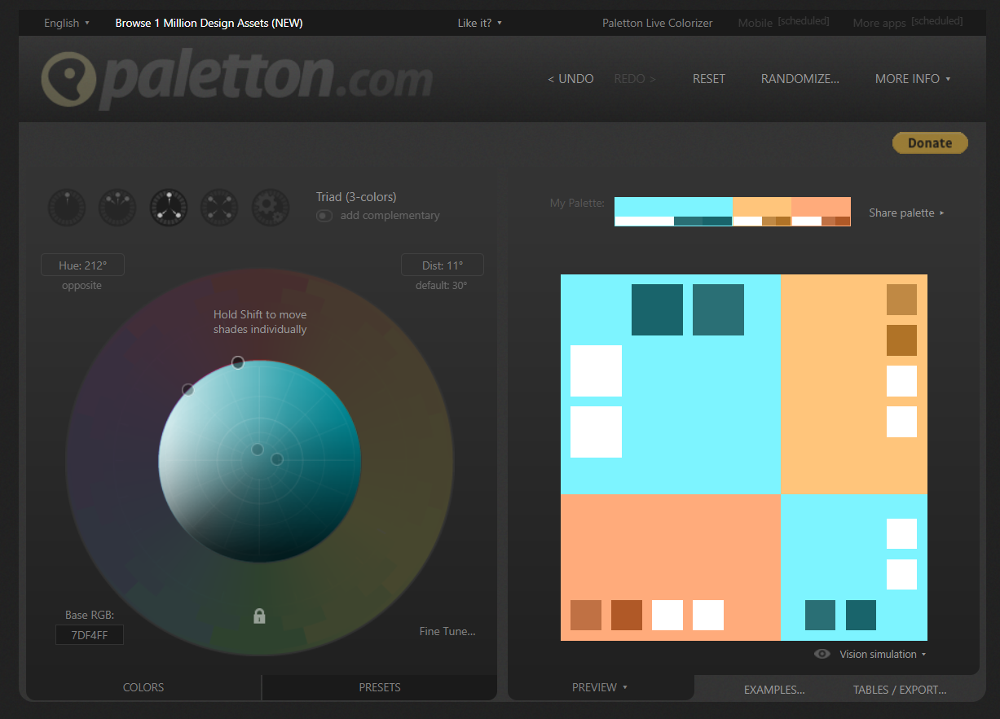 English
Browse 1 Million Design Assets (NEW)
Like it?
Paletton Live Colorizer
Mobile [scheduled]
More apps [scheduled]
paletton.com
< UNDO
REDO >
RESET
RANDOMIZE...
MORE INFO
Donate
Triad (3-colors)
add complementary
My Palette:
Share palette
Hue: 212°
opposite
Dist: 11°
default: 30°
Hold Shift to move
shades individually
Base RGB:
7DF4FF
Fine Tune...
Vision simulation
COLORS
PRESETS
PREVIEW
EXAMPLES...
TABLES / EXPORT...